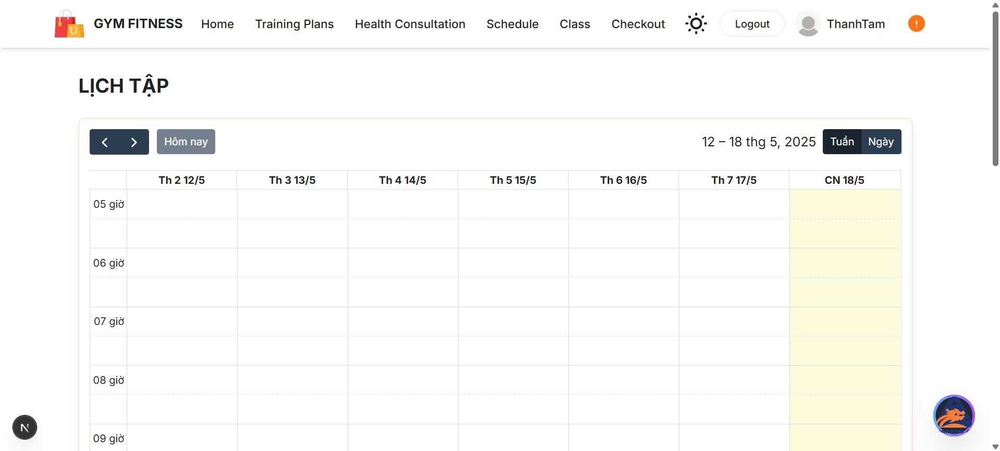 GYM FITNESS Home Training Plans Health Consultation Schedule Class Checkout Logout ThanhTam !
LỊCH TẬP
Hôm nay 12 – 18 thg 5, 2025 Tuần Ngày
Th 2 12/5 Th 3 13/5 Th 4 14/5 Th 5 15/5 Th 6 16/5 Th 7 17/5 CN 18/5
05 giờ
06 giờ
07 giờ
08 giờ
09 giờ
U
N